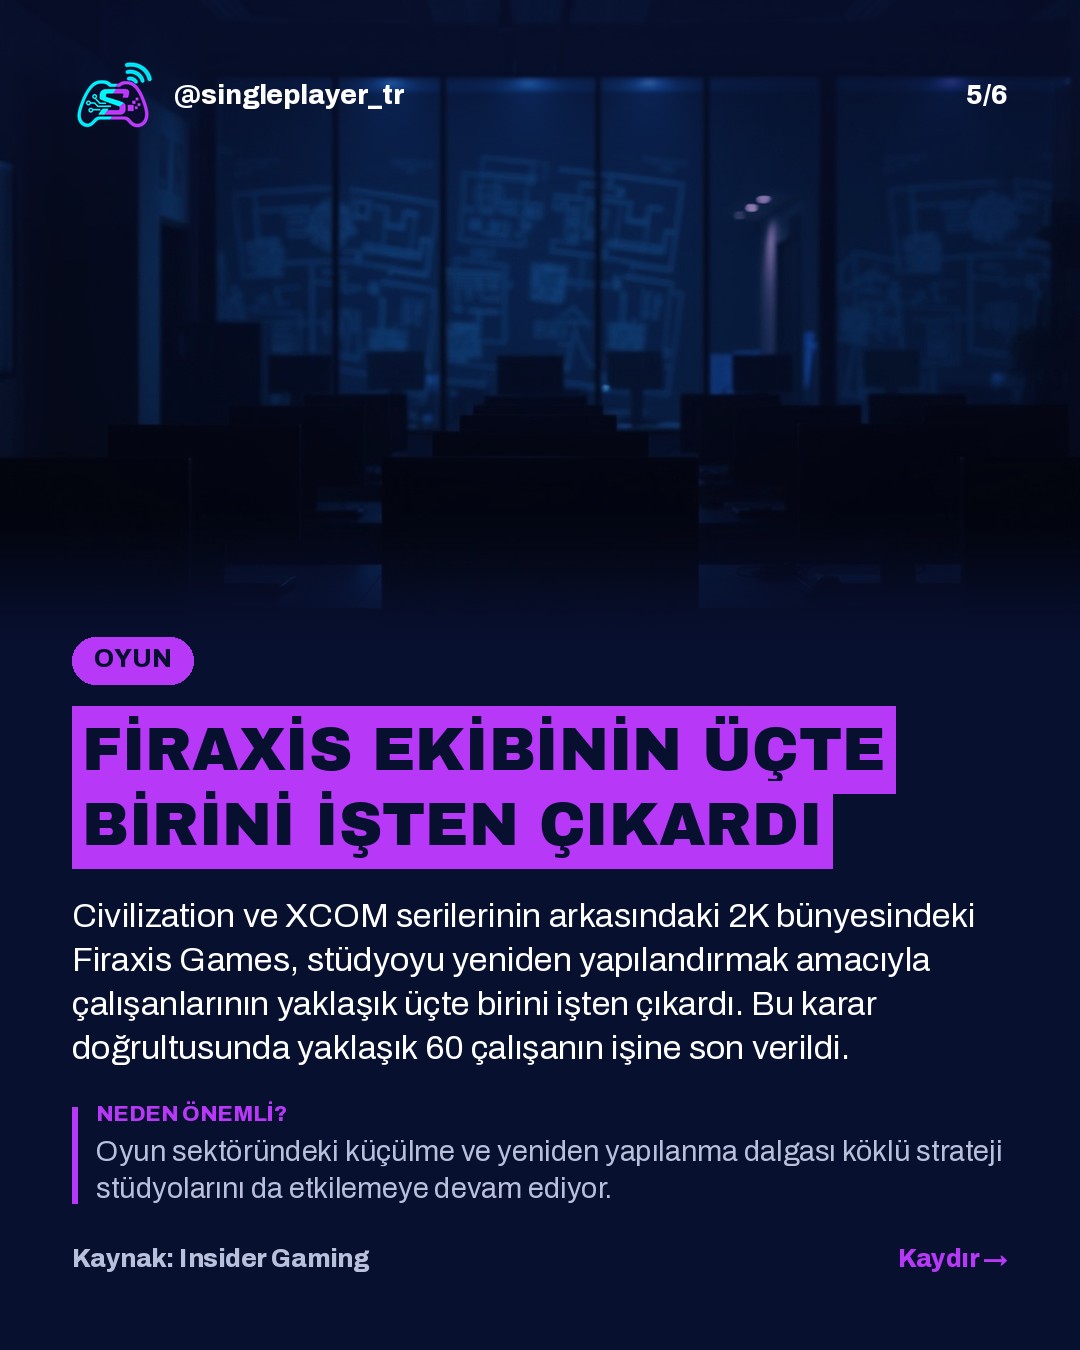 @singleplayer_tr
5/6
OYUN
FİRAXİS EKİBİNİN ÜÇTE
BİRİNİ İŞTEN ÇIKARDI
Civilization ve XCOM serilerinin arkasındaki 2K bünyesindeki
Firaxis Games, stüdyoyu yeniden yapılandırmak amacıyla
çalışanlarının yaklaşık üçte birini işten çıkardı. Bu karar
doğrultusunda yaklaşık 60 çalışanın işine son verildi.
NEDEN ÖNEMLİ?
Oyun sektöründeki küçülme ve yeniden yapılanma dalgası köklü strateji
stüdyolarını da etkilemeye devam ediyor.
Kaynak: Insider Gaming
Kaydır→